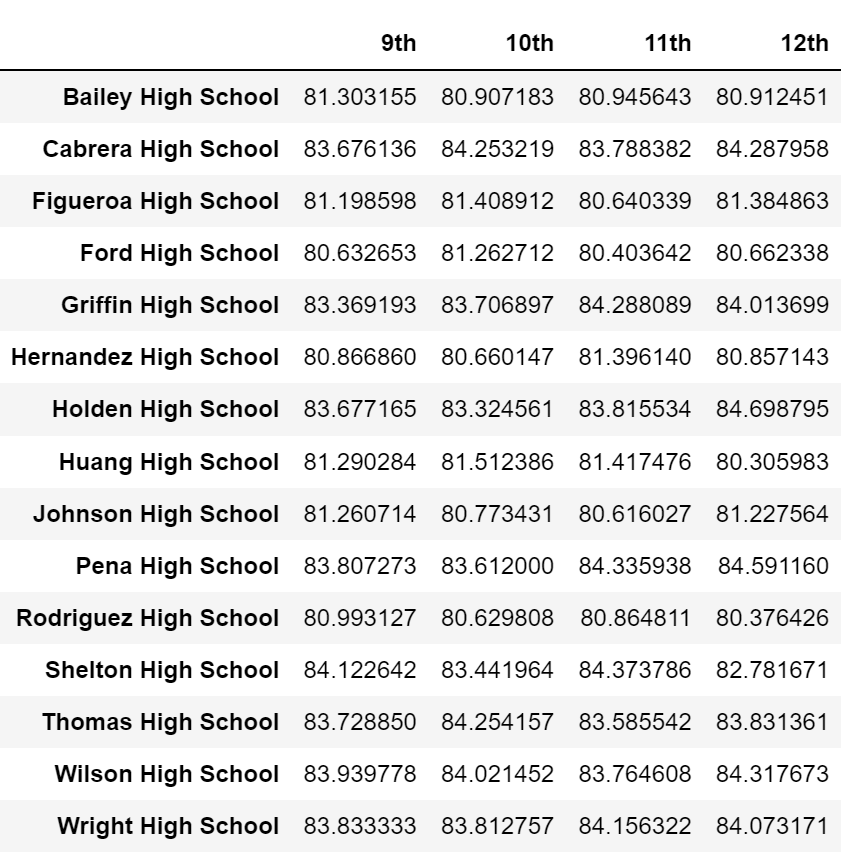 9th 10th 11th 12th
Bailey High School 81.303155 80.907183 80.945643 80.912451
Cabrera High School 83.676136 84.253219 83.788382 84.287958
Figueroa High School 81.198598 81.408912 80.640339 81.384863
Ford High School 80.632653 81.262712 80.403642 80.662338
Griffin High School 83.369193 83.706897 84.288089 84.013699
Hernandez High School 80.866860 80.660147 81.396140 80.857143
Holden High School 83.677165 83.324561 83.815534 84.698795
Huang High School 81.290284 81.512386 81.417476 80.305983
Johnson High School 81.260714 80.773431 80.616027 81.227564
Pena High School 83.807273 83.612000 84.335938 84.591160
Rodriguez High School 80.993127 80.629808 80.864811 80.376426
Shelton High School 84.122642 83.441964 84.373786 82.781671
Thomas High School 83.728850 84.254157 83.585542 83.831361
Wilson High School 83.939778 84.021452 83.764608 84.317673
Wright High School 83.833333 83.812757 84.156322 84.073171